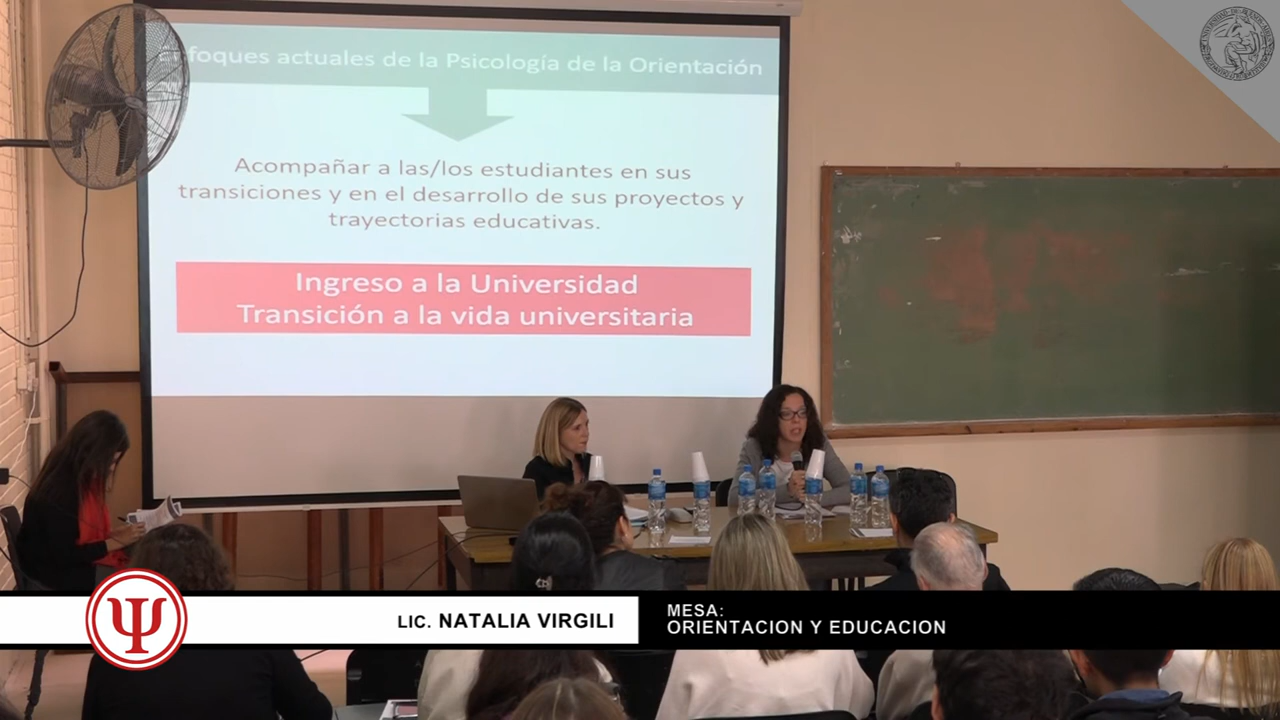 foques actuales de la Psicología de la Orientación
Acompañar a las/los estudiantes en sus
transiciones y en el desarrollo de sus proyectos y
trayectorias educativas.
Ingreso a la Universidad
Transición a la vida universitaria
Ψ
LIC. NATALIA VIRGILI
MESA:
ORIENTACION Y EDUCACION